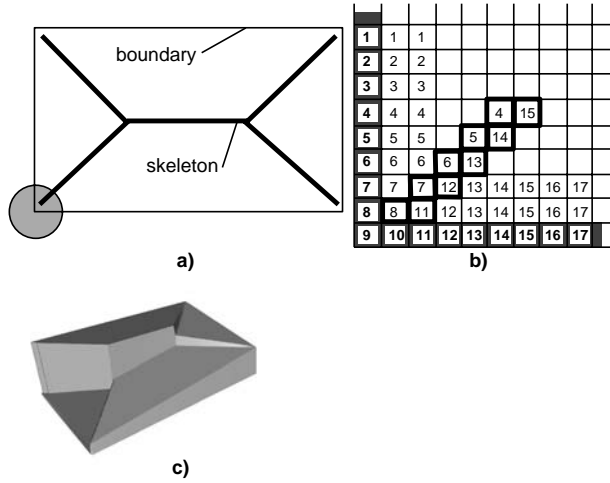 boundary
skeleton
a)
1 1 1
2 2 2
3 3 3
4 4 4 4 15
5 5 5 5 14
6 6 6 6 13
7 7 7 12 13 14 15 16 17
8 8 11 12 13 14 15 16 17
9 10 11 12 13 14 15 16 17
b)
c)